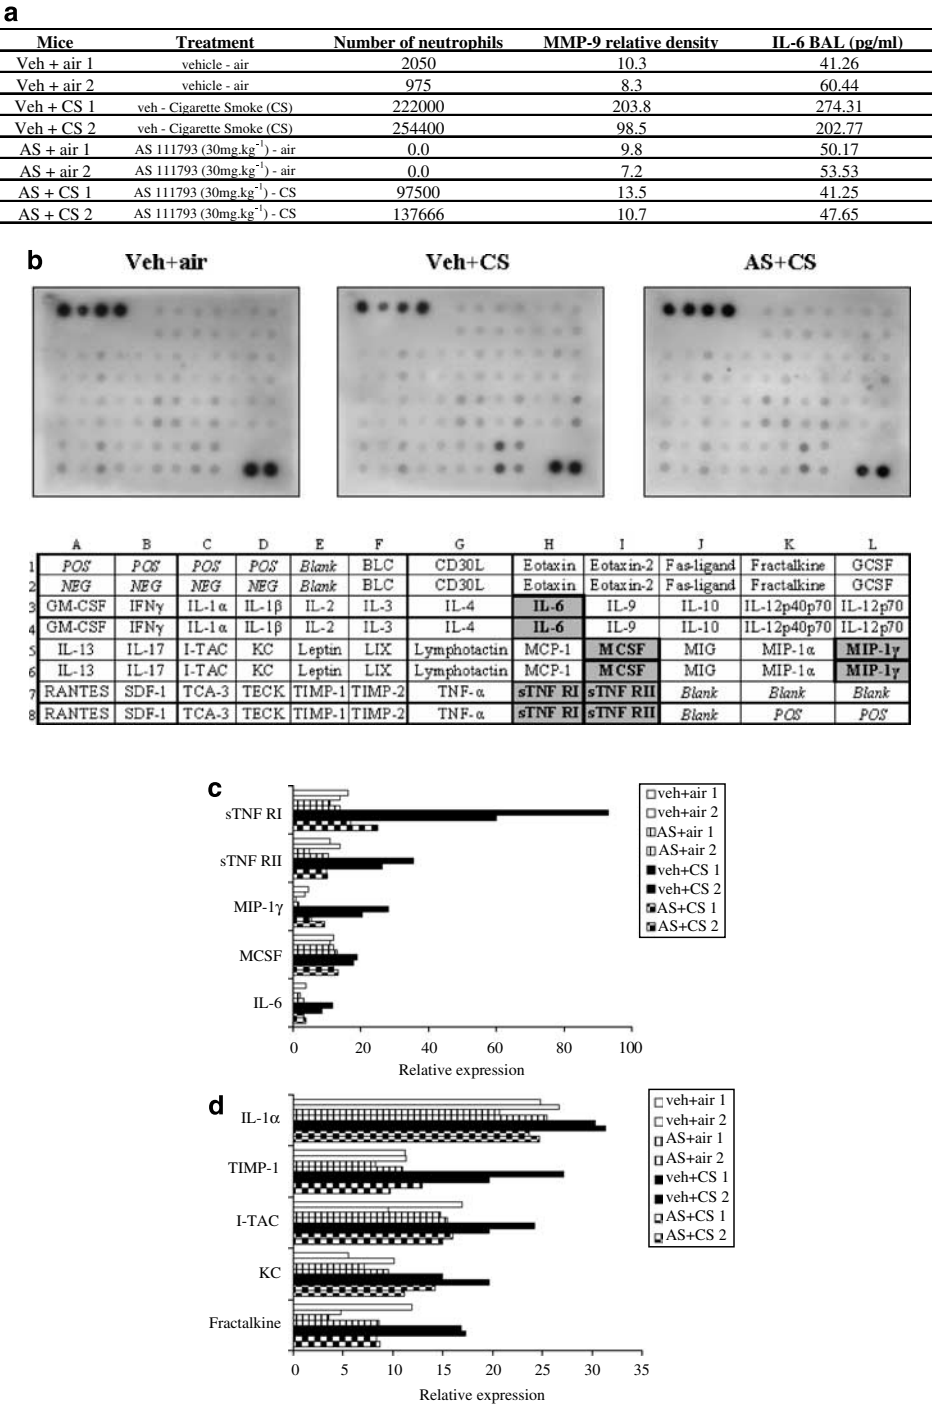 a
Mice Treatment Number of neutrophils MMP-9 relative density IL-6 BAL (pg/ml)
Veh + air 1 vehicle - air 2050 10.3 41.26
Veh + air 2 vehicle - air 975 8.3 60.44
Veh + CS 1 veh - Cigarette Smoke (CS) 222000 203.8 274.31
Veh + CS 2 veh - Cigarette Smoke (CS) 254400 98.5 202.77
AS + air 1 AS 111793 (30mg.kg⁻¹) - air 0.0 9.8 50.17
AS + air 2 AS 111793 (30mg.kg⁻¹) - air 0.0 7.2 53.53
AS + CS 1 AS 111793 (30mg.kg⁻¹) - CS 97500 13.5 41.25
AS + CS 2 AS 111793 (30mg.kg⁻¹) - CS 137666 10.7 47.65
b Veh+air Veh+CS AS+CS
A B C D E F G H I J K L
1 POS POS POS POS Blank BLC CD30L Eotaxin Eotaxin-2 Fas-ligand Fractalkine GCSF
2 NEG NEG NEG NEG Blank BLC CD30L Eotaxin Eotaxin-2 Fas-ligand Fractalkine GCSF
3 GM-CSF IFNγ IL-1α IL-1β IL-2 IL-3 IL-4 IL-6 IL-9 IL-10 IL-12p40p70 IL-12p70
4 GM-CSF IFNγ IL-1α IL-1β IL-2 IL-3 IL-4 IL-6 IL-9 IL-10 IL-12p40p70 IL-12p70
5 IL-13 IL-17 I-TAC KC Leptin LIX Lymphotactin MCP-1 MCSF MIG MIP-1α MIP-1γ
6 IL-13 IL-17 I-TAC KC Leptin LIX Lymphotactin MCP-1 MCSF MIG MIP-1α MIP-1γ
7 RANTES SDF-1 TCA-3 TECK TIMP-1 TIMP-2 TNF-α sTNF RI sTNF RII Blank Blank Blank
8 RANTES SDF-1 TCA-3 TECK TIMP-1 TIMP-2 TNF-α sTNF RI sTNF RII Blank POS POS
c
sTNF RI
sTNF RII
MIP-1γ
MCSF
IL-6
0 20 40 60 80 100
Relative expression
veh+air 1
veh+air 2
AS+air 1
AS+air 2
veh+CS 1
veh+CS 2
AS+CS 1
AS+CS 2
d
IL-1α
TIMP-1
I-TAC
KC
Fractalkine
0 5 10 15 20 25 30 35
Relative expression
veh+air 1
veh+air 2
AS+air 1
AS+air 2
veh+CS 1
veh+CS 2
AS+CS 1
AS+CS 2